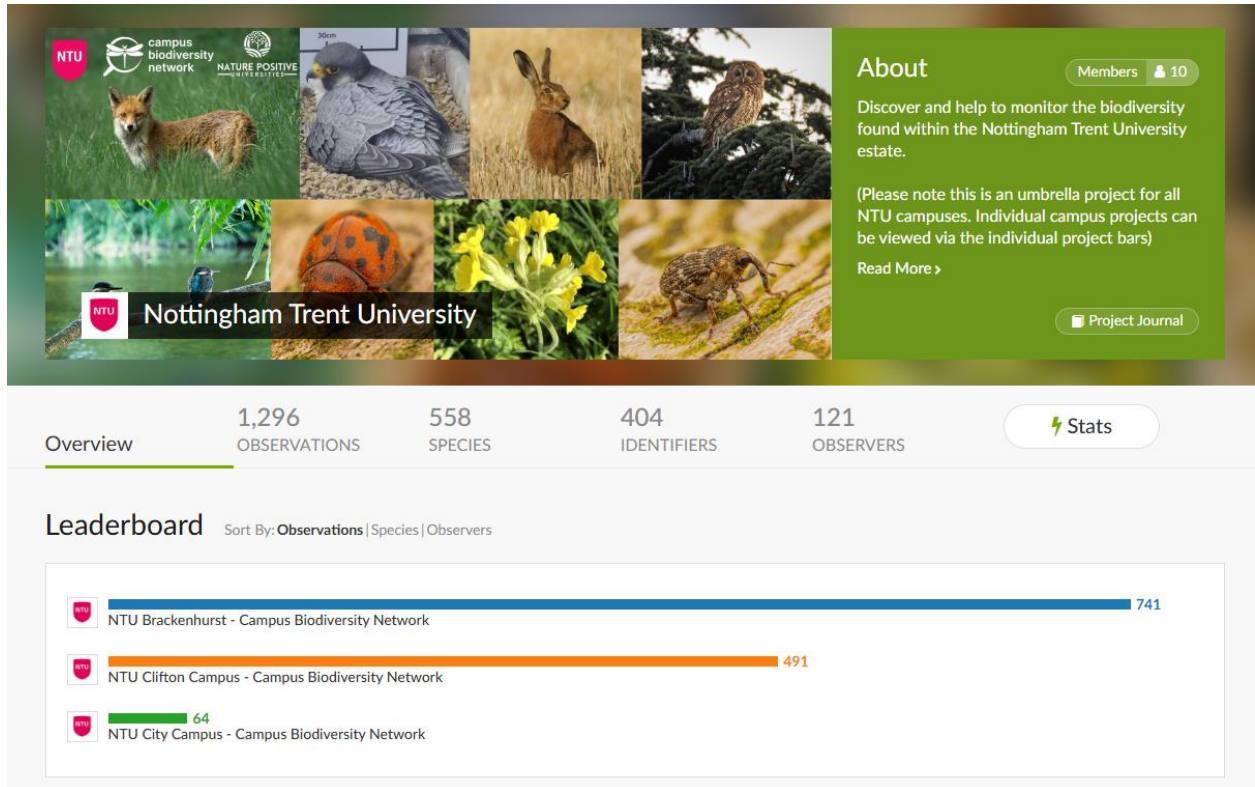 NTU
campus
biodiversity
network
NATURE POSITIVE
UNIVERSITIES
30cm
NTU
Nottingham Trent University
About
Members 10
Discover and help to monitor the biodiversity
found within the Nottingham Trent University
estate.
(Please note this is an umbrella project for all
NTU campuses. Individual campus projects can
be viewed via the individual project bars)
Read More >
Project Journal
Overview
1,296
OBSERVATIONS
558
SPECIES
404
IDENTIFIERS
121
OBSERVERS
Stats
Leaderboard Sort By: Observations | Species | Observers
NTU
741
NTU Brackenhurst - Campus Biodiversity Network
NTU
491
NTU Clifton Campus - Campus Biodiversity Network
NTU
64
NTU City Campus - Campus Biodiversity Network